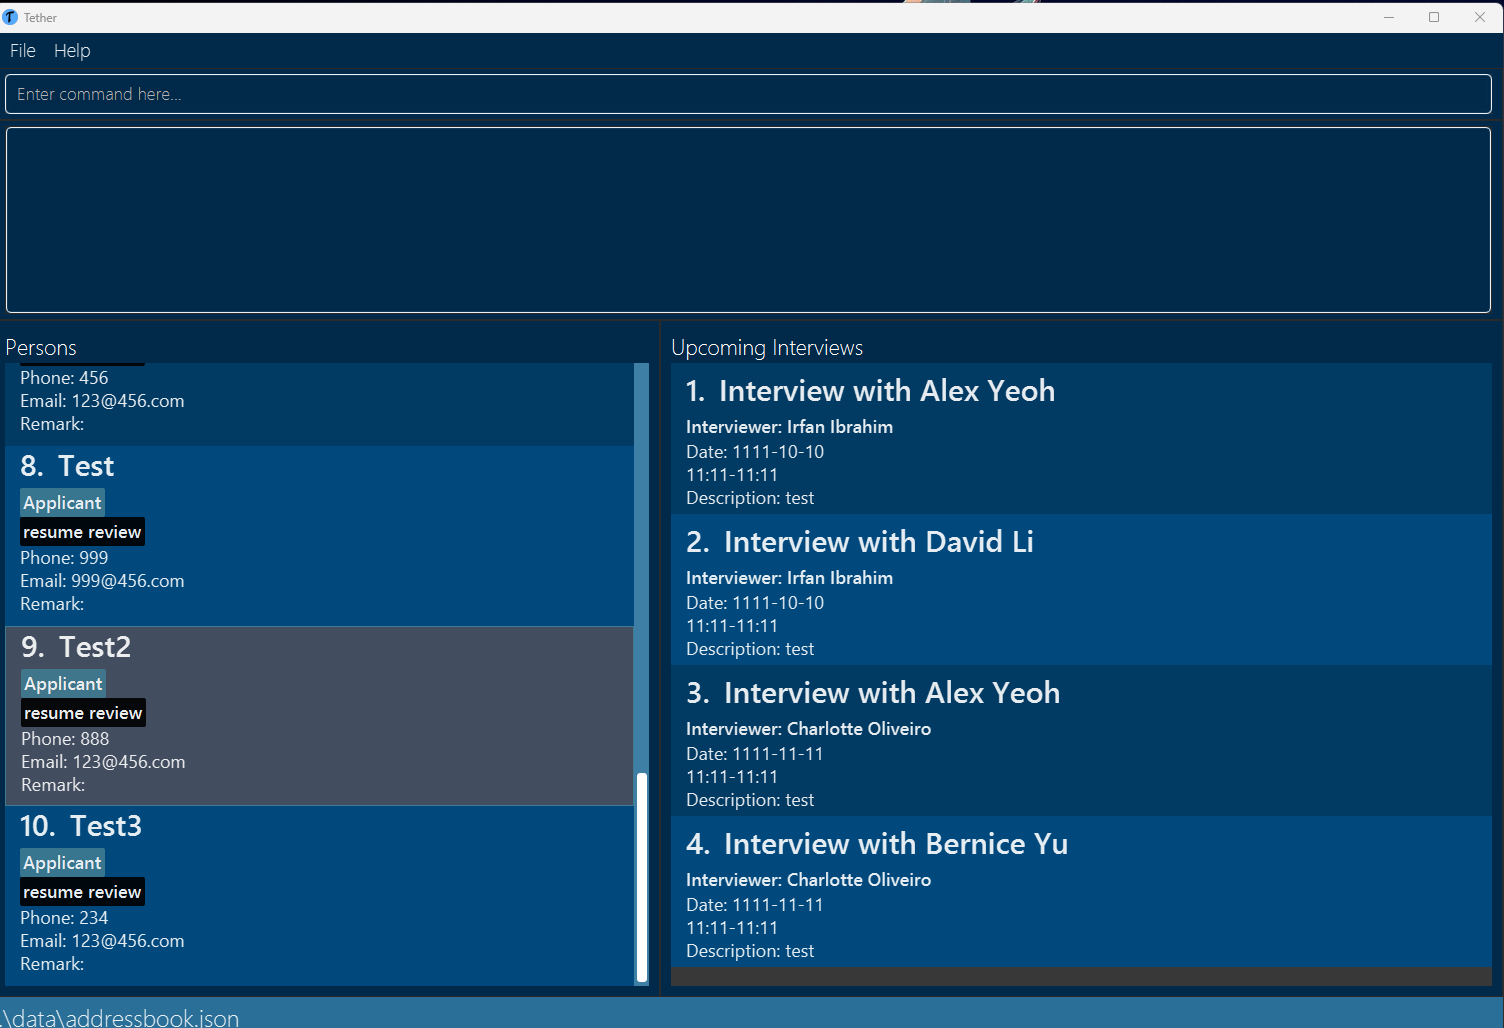 Tether
File Help
Enter command here...
Persons
Phone: 456
Email: 123@456.com
Remark:
8. Test
Applicant
resume review
Phone: 999
Email: 999@456.com
Remark:
9. Test2
Applicant
resume review
Phone: 888
Email: 123@456.com
Remark:
10. Test3
Applicant
resume review
Phone: 234
Email: 123@456.com
Remark:
Upcoming Interviews
1. Interview with Alex Yeoh
Interviewer: Irfan Ibrahim
Date: 1111-10-10
11:11-11:11
Description: test
2. Interview with David Li
Interviewer: Irfan Ibrahim
Date: 1111-10-10
11:11-11:11
Description: test
3. Interview with Alex Yeoh
Interviewer: Charlotte Oliveiro
Date: 1111-11-11
11:11-11:11
Description: test
4. Interview with Bernice Yu
Interviewer: Charlotte Oliveiro
Date: 1111-11-11
11:11-11:11
Description: test
.\data\addressbook.json